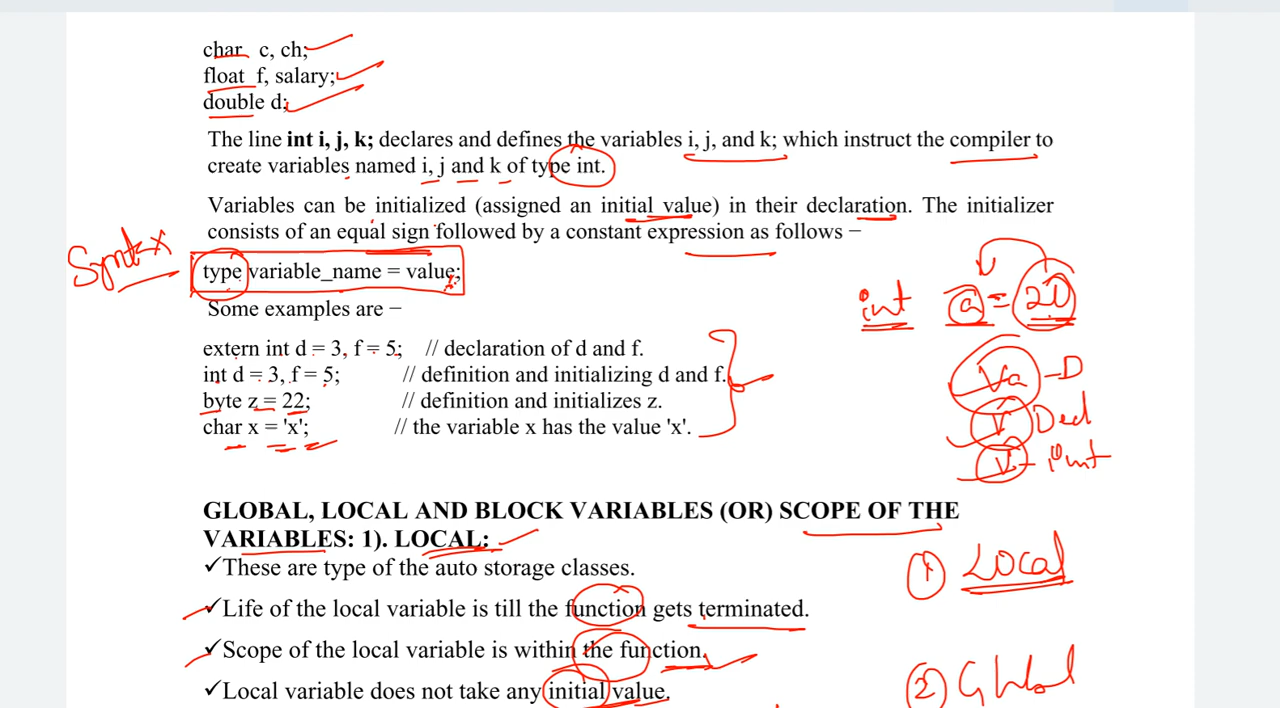 char c, ch;
float f, salary;
double d;
The line int i, j, k; declares and defines the variables i, j, and k; which instruct the compiler to
create variables named i, j and k of type int.
Variables can be initialized (assigned an initial value) in their declaration. The initializer
consists of an equal sign followed by a constant expression as follows −
Syntax
type variable_name = value;
int a = 20
Some examples are −
extern int d = 3, f = 5; // declaration of d and f.
int d = 3, f = 5; // definition and initializing d and f.
byte z = 22; // definition and initializes z.
char x = 'x'; // the variable x has the value 'x'.
Va - D
V Decl
V - init
GLOBAL, LOCAL AND BLOCK VARIABLES (OR) SCOPE OF THE
VARIABLES: 1). LOCAL:
① Local
✓These are type of the auto storage classes.
✓Life of the local variable is till the function gets terminated.
✓Scope of the local variable is within the function.
✓Local variable does not take any initial value.
② Global